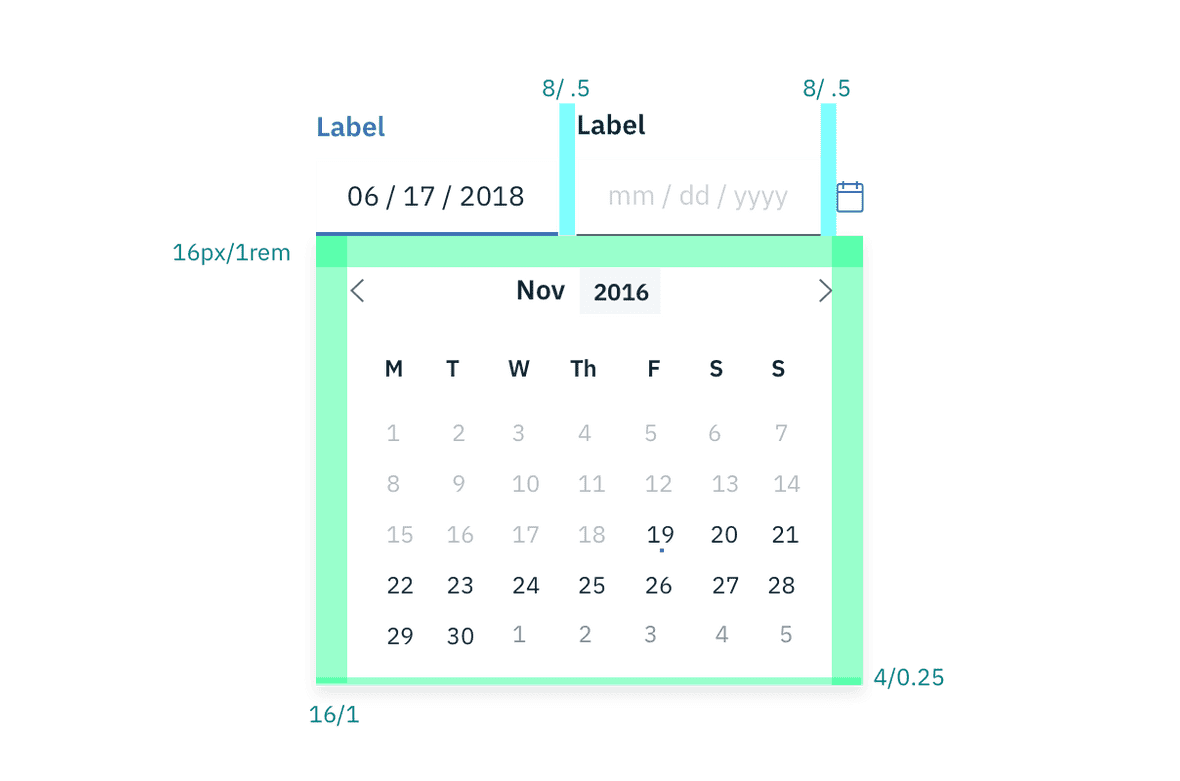 8/ .5 8/ .5
Label Label
06 / 17 / 2018 mm / dd / yyyy
16px/1rem
Nov 2016
M T W Th F S S
1 2 3 4 5 6 7
8 9 10 11 12 13 14
15 16 17 18 19 20 21
22 23 24 25 26 27 28
29 30 1 2 3 4 5
4/0.25
16/1